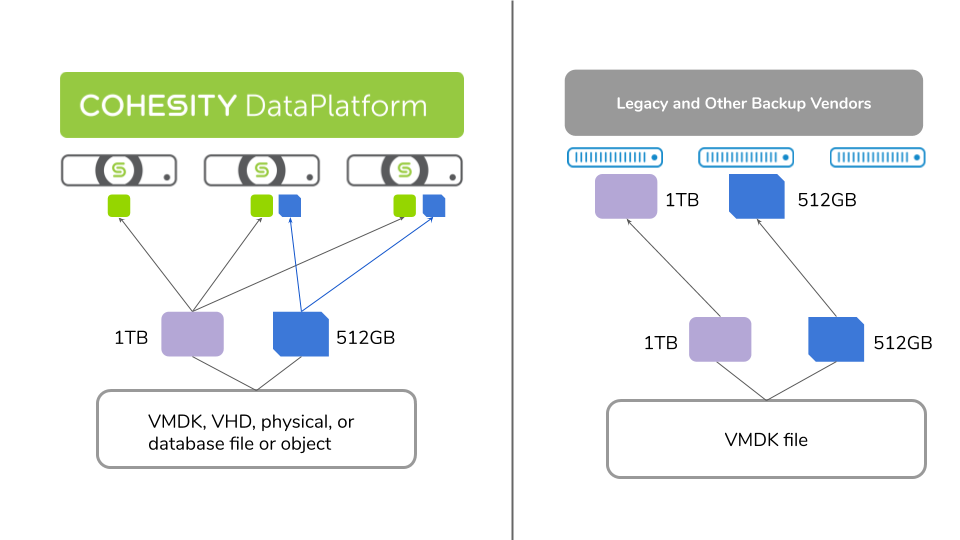 COHESITY DataPlatform
1TB
512GB
VMDK, VHD, physical, or
database file or object
Legacy and Other Backup Vendors
1TB
512GB
1TB
512GB
VMDK file